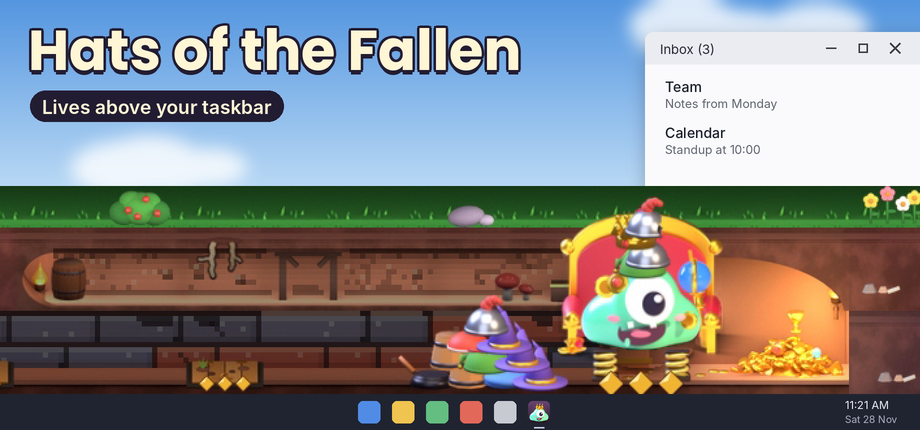 Hats of the Fallen
Lives above your taskbar
Inbox (3)
Team
Notes from Monday
Calendar
Standup at 10:00
11:21 AM
Sat 28 Nov